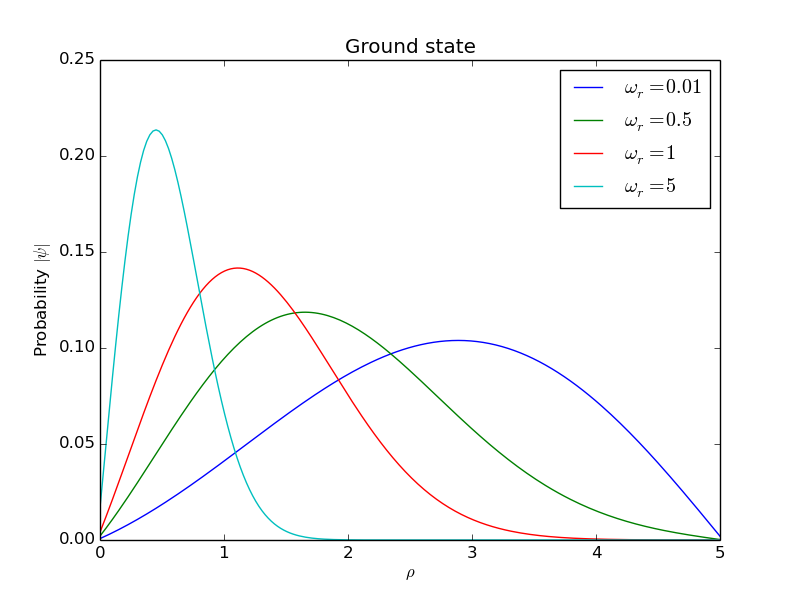 Ground state
0.25
0.20
0.15
0.10
0.05
0.00
Probability |ψ|
0 1 2 3 4 5
ρ
ω_r =0.01
ω_r =0.5
ω_r =1
ω_r =5